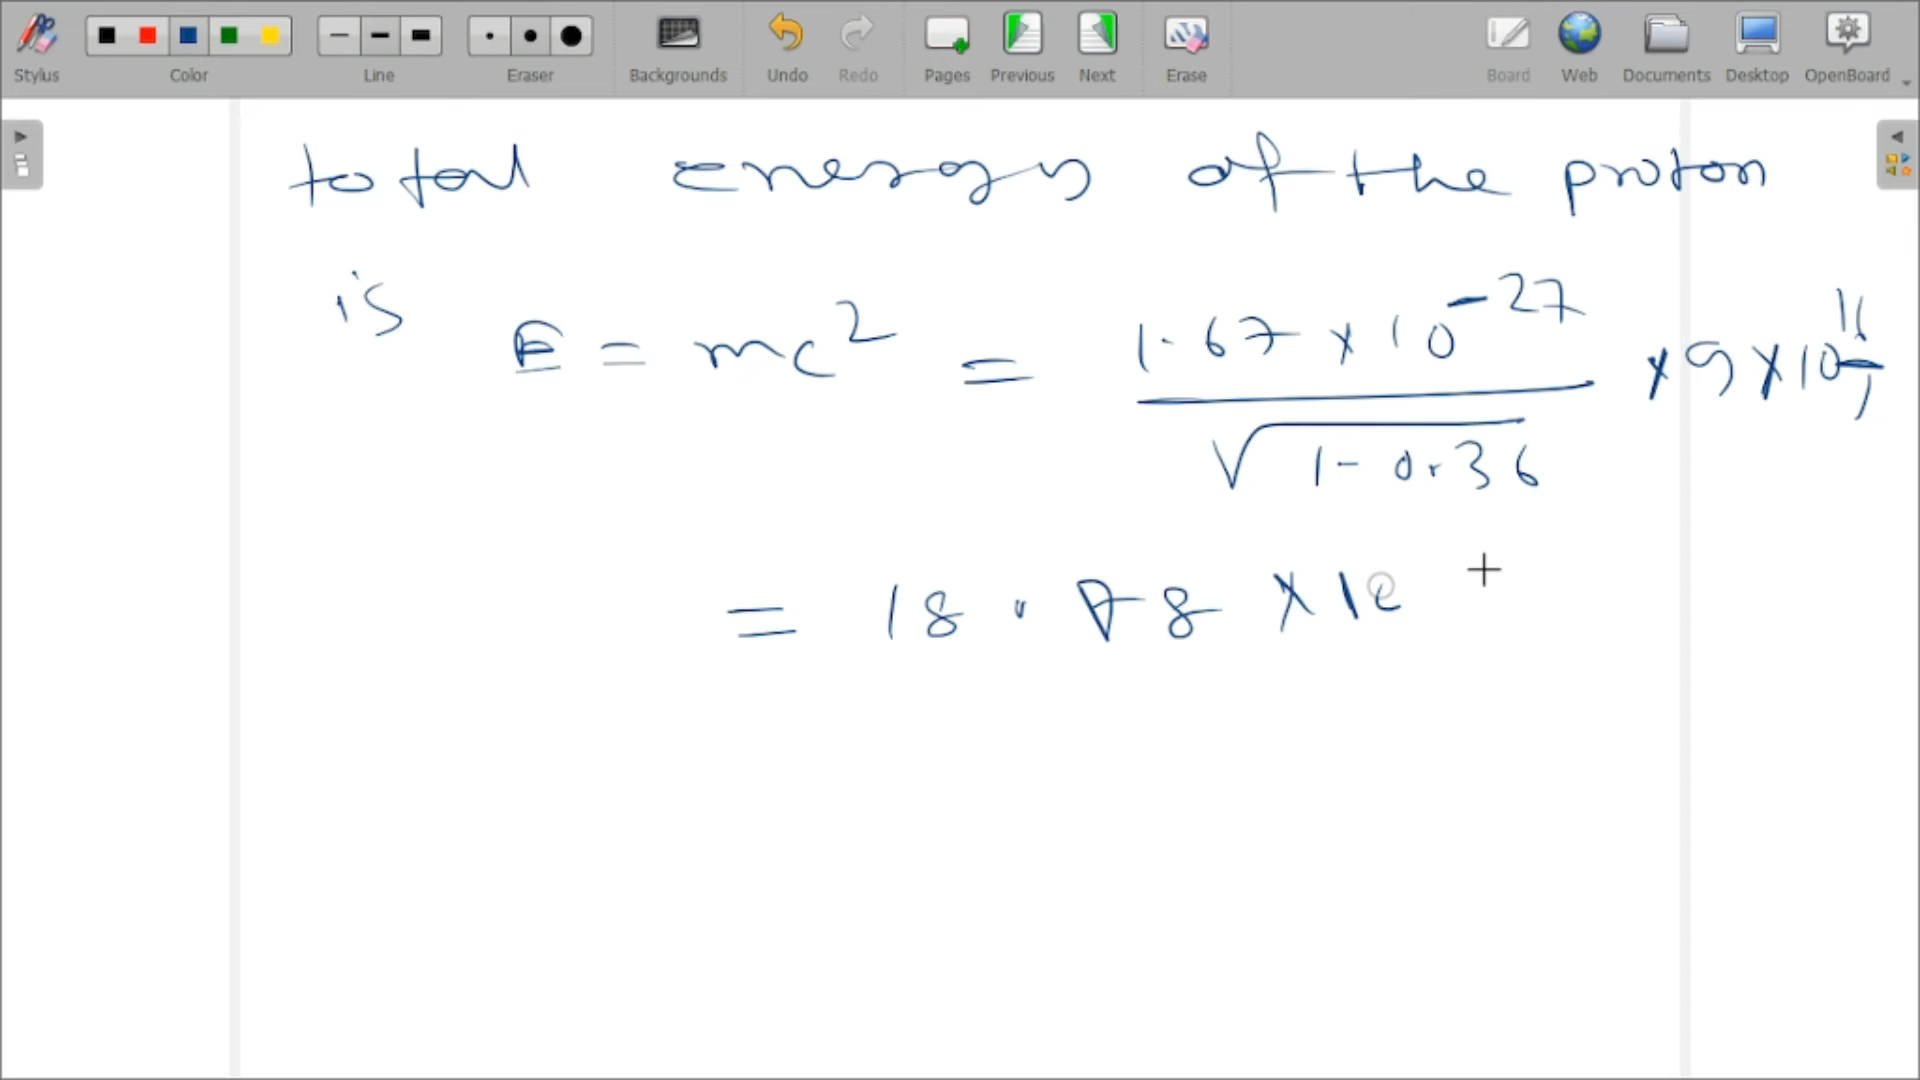 Stylus Color Line Eraser Backgrounds Undo Redo Pages Previous Next Erase Board Web Documents Desktop OpenBoard
total energy of the proton
is E = mc² = 1.67 × 10⁻²⁷ × 9 × 10¹⁶
√1 - 0.36
= 18.78 × 10